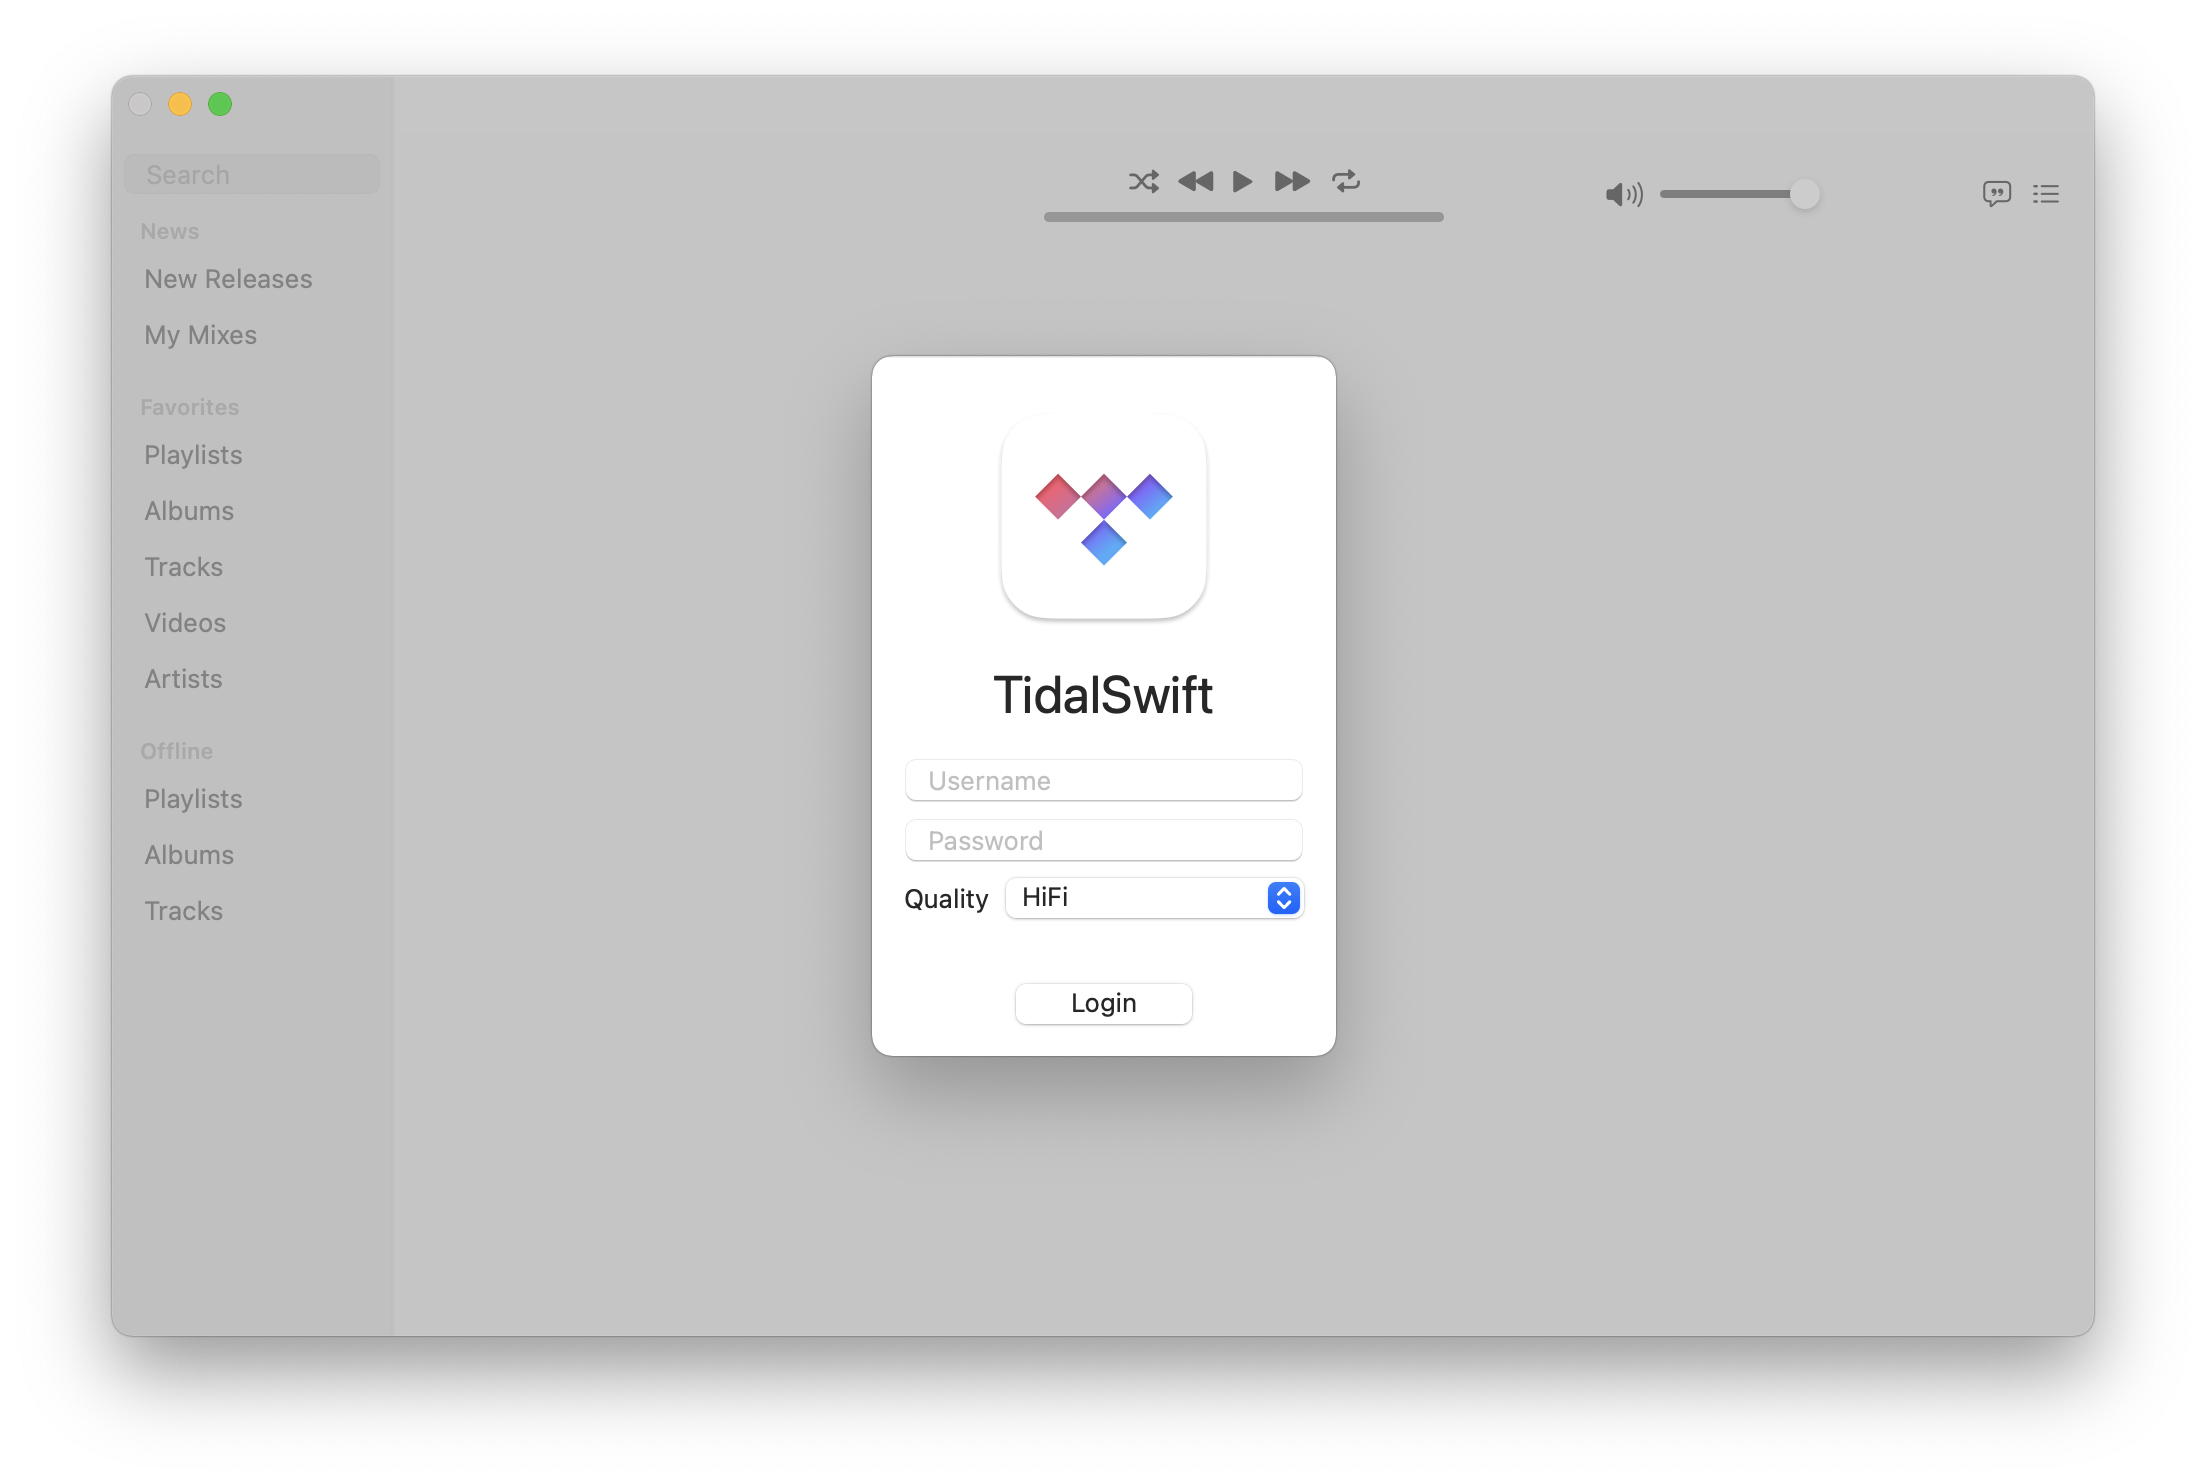 Search
News
New Releases
My Mixes
Favorites
Playlists
Albums
Tracks
Videos
Artists
Offline
Playlists
Albums
Tracks
TidalSwift
Username
Password
Quality HiFi
Login